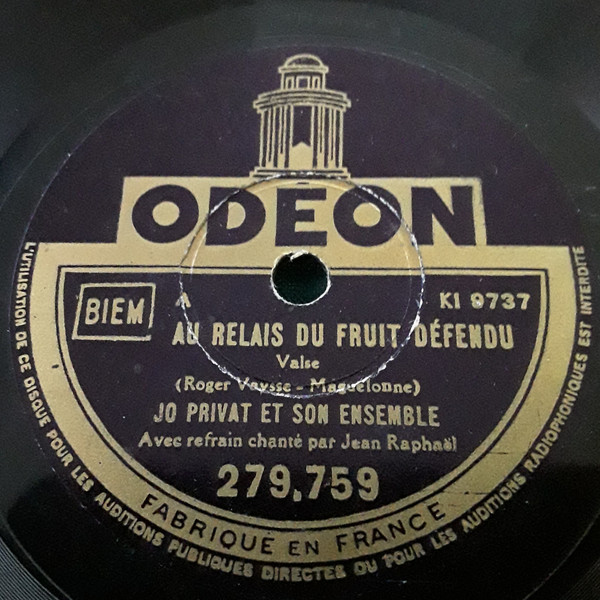 ODEON
BIEM
A
KI 9737
AU RELAIS DU FRUIT DÉFENDU
Valse
(Roger Vaysse - Maguelonne)
JO PRIVAT ET SON ENSEMBLE
Avec refrain chanté par Jean Raphaël
279.759
FABRIQUÉ EN FRANCE
L'UTILISATION DE CE DISQUE POUR LES AUDITIONS PUBLIQUES DIRECTES OU POUR LES AUDITIONS RADIOPHONIQUES EST INTERDITE